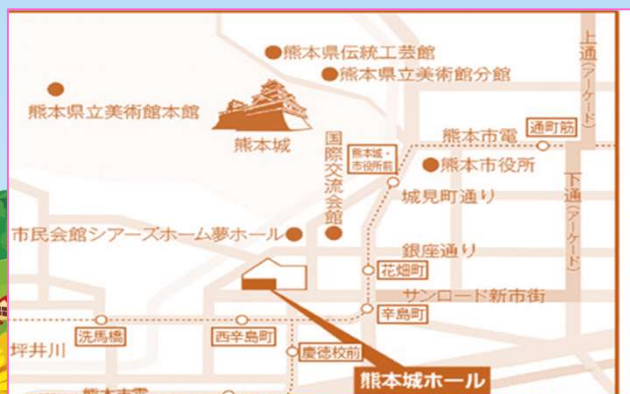 熊本県伝統工芸館
熊本県立美術館分館
熊本県立美術館本館
熊本城
国際交流会館
熊本城・
市役所前
熊本市電
通町筋
上通(アーケード)
熊本市役所
城見町通り
下通(アーケード)
市民会館シアーズホーム夢ホール
銀座通り
花畑町
サンロード新市街
辛島町
洗馬橋
西辛島町
慶徳校前
坪井川
熊本城ホール
熊本市電